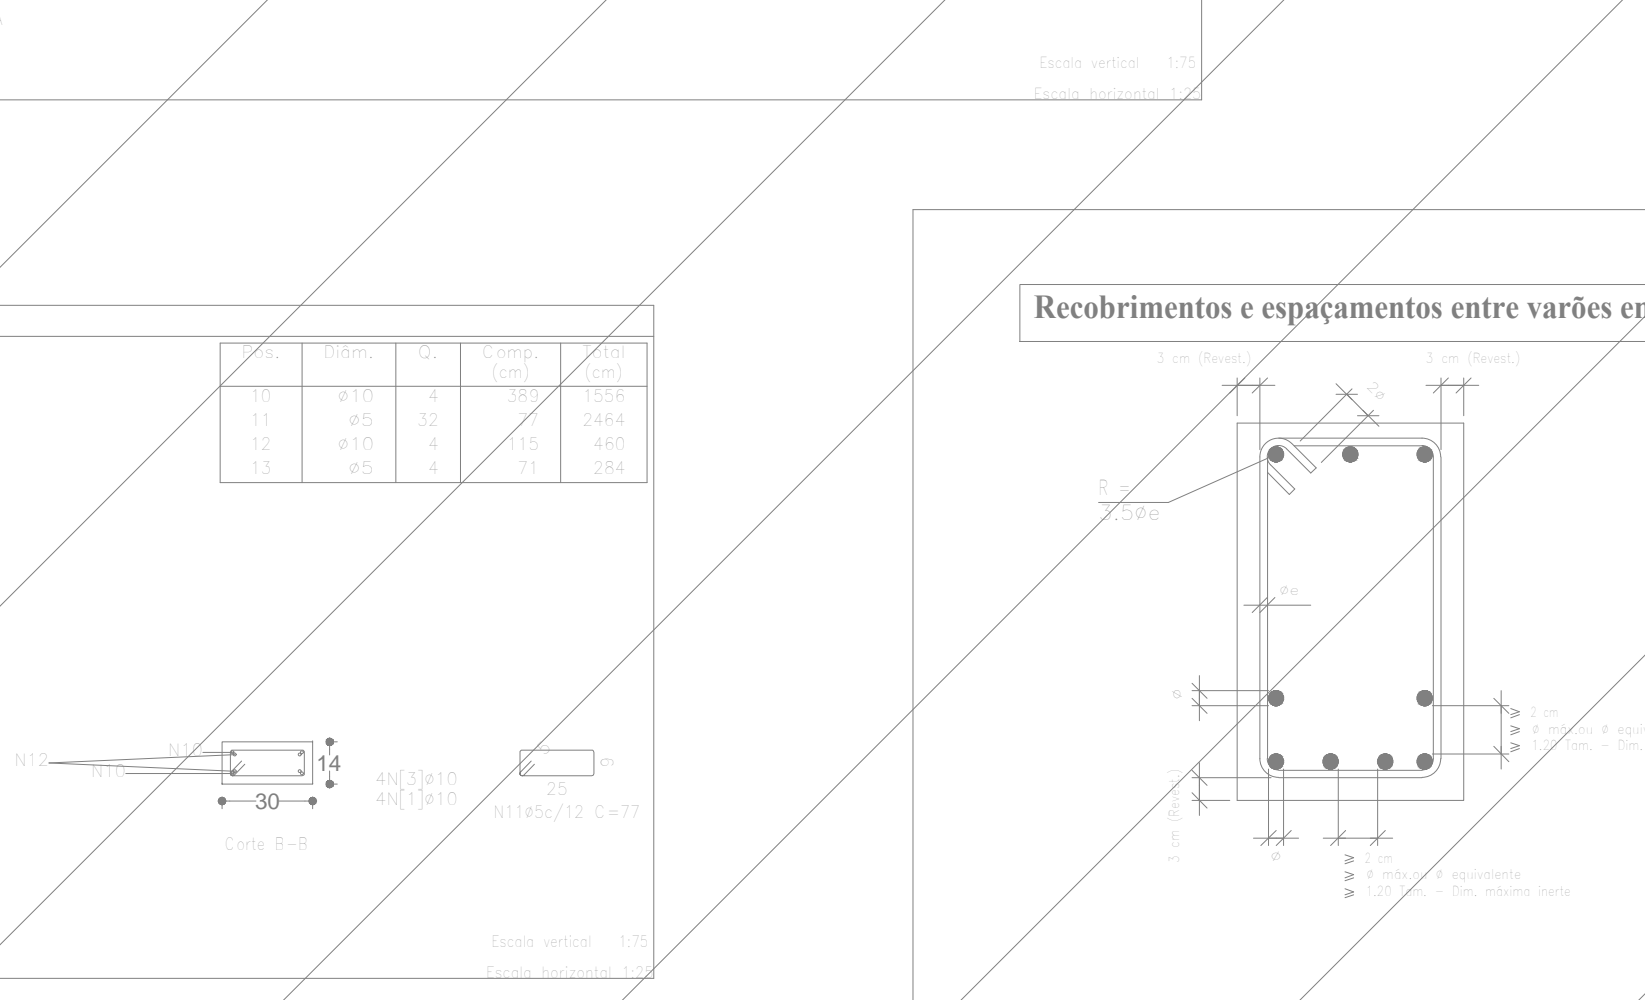 Escala vertical 1:75
Escala horizontal 1:25
Recobrimentos e espaçamentos entre varões
3 cm (Revest.) 3 cm (Revest.)
2ø
Pos. Diâm. Q. Comp. (cm) Total (cm)
10 ø10 4 389 1556
11 ø5 32 77 2464
12 ø10 4 115 460
13 ø5 4 71 284
R =
3.5øe
øe
ø
≥ 2 cm
≥ ø máx.ou ø
≥ 1.20 Tam. - Dim.
N12
N10
N10
14
30
Corte B-B
4N[3]ø10
4N[1]ø10
9
25
N11ø5c/12 C=77
3 cm (Revest.)
ø
≥ 2 cm
≥ ø máx.ou ø equivalente
≥ 1.20 Tam. - Dim. máxima inerte
Escala vertical 1:75
Escala horizontal 1:25